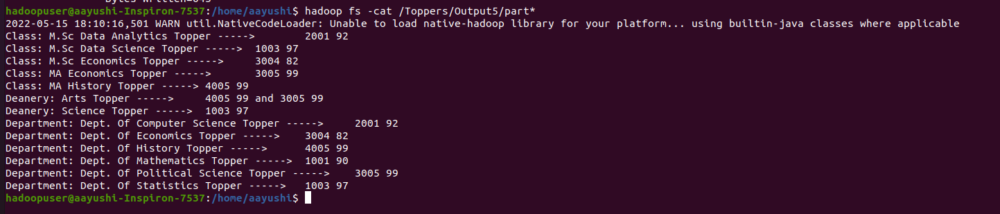 Bytes Written=645
hadoopuser@aayushi-Inspiron-7537:/home/aayushi$ hadoop fs -cat /Toppers/Output5/part*
2022-05-15 18:10:16,501 WARN util.NativeCodeLoader: Unable to load native-hadoop library for your platform... using builtin-java classes where applicable
Class: M.Sc Data Analytics Topper ----->	2001 92
Class: M.Sc Data Science Topper ----->	1003 97
Class: M.Sc Economics Topper ----->	3004 82
Class: MA Economics Topper ----->	3005 99
Class: MA History Topper ----->	4005 99
Deanery: Arts Topper ----->	4005 99 and 3005 99
Deanery: Science Topper ----->	1003 97
Department: Dept. Of Computer Science Topper ----->	2001 92
Department: Dept. Of Economics Topper ----->	3004 82
Department: Dept. Of History Topper ----->	4005 99
Department: Dept. Of Mathematics Topper ----->	1001 90
Department: Dept. Of Political Science Topper ----->	3005 99
Department: Dept. Of Statistics Topper ----->	1003 97
hadoopuser@aayushi-Inspiron-7537:/home/aayushi$